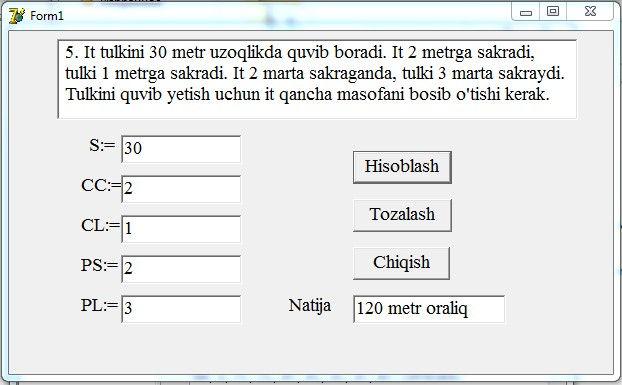 Form1
5. It tulkini 30 metr uzoqlikda quvib boradi. It 2 metrga sakradi,
tulki 1 metrga sakradi. It 2 marta sakraganda, tulki 3 marta sakraydi.
Tulkini quvib yetish uchun it qancha masofani bosib o'tishi kerak.
S:= 30
Hisoblash
CC:= 2
Tozalash
CL:= 1
PS:= 2
Chiqish
PL:= 3
Natija 120 metr oraliq